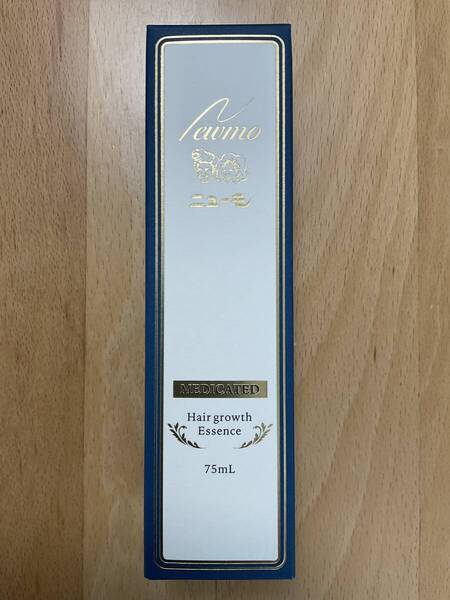 Newmo
ニューモ
MEDICATED
Hair growth
Essence
75mL